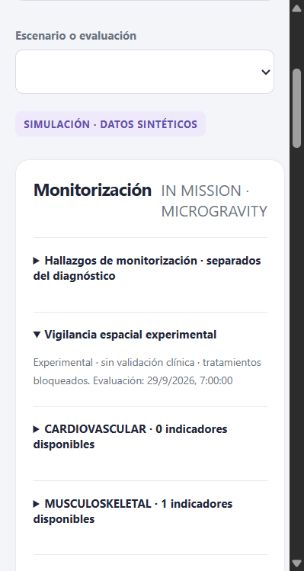 Escenario o evaluación
SIMULACIÓN · DATOS SINTÉTICOS
Monitorización IN MISSION ·
MICROGRAVITY
▶ Hallazgos de monitorización · separados
del diagnóstico
▼ Vigilancia espacial experimental
Experimental · sin validación clínica · tratamientos
bloqueados. Evaluación: 29/9/2026, 7:00:00
▶ CARDIOVASCULAR · 0 indicadores
disponibles
▶ MUSCULOSKELETAL · 1 indicadores
disponibles